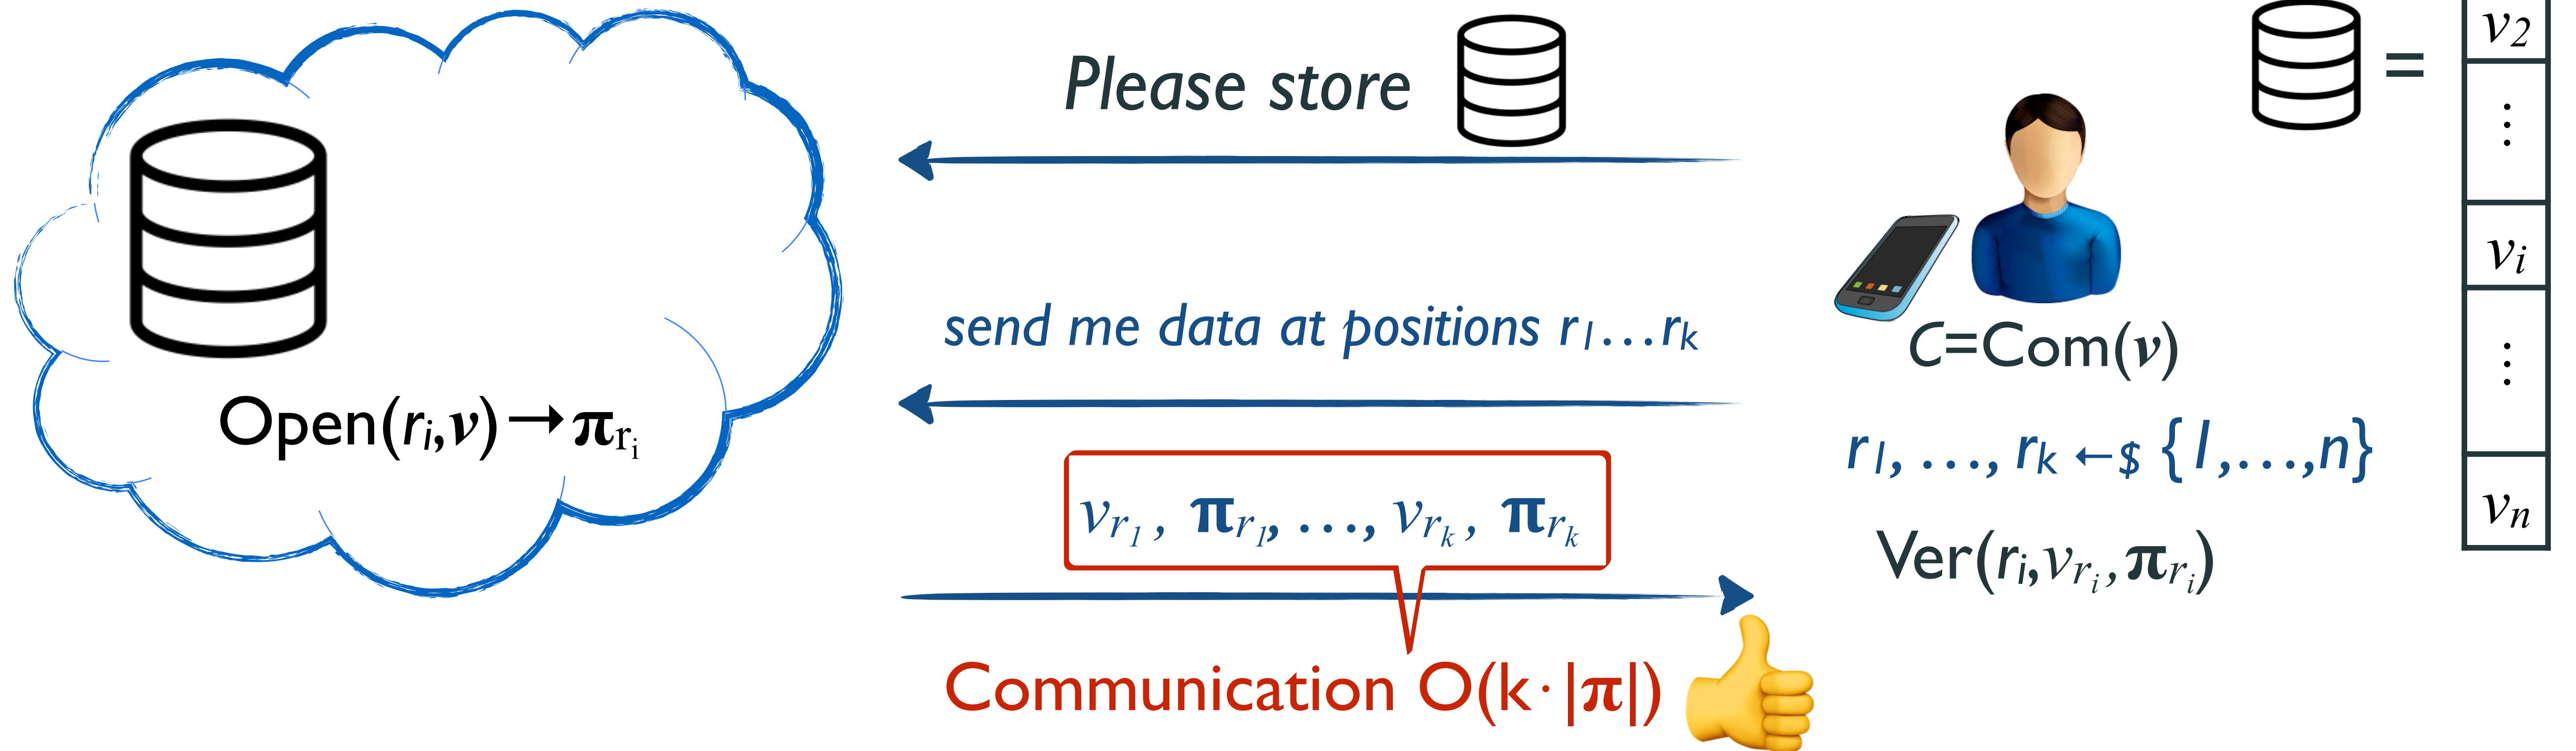 Please store
= v2
⋮
vi
⋮
vn
send me data at positions r1…rk
C=Com(v)
Open(ri,v)→πri
r1, …, rk ←$ {1,…,n}
vr1, πr1, …, vrk, πrk
Ver(ri,vri,πri)
Communication O(k·|π|)